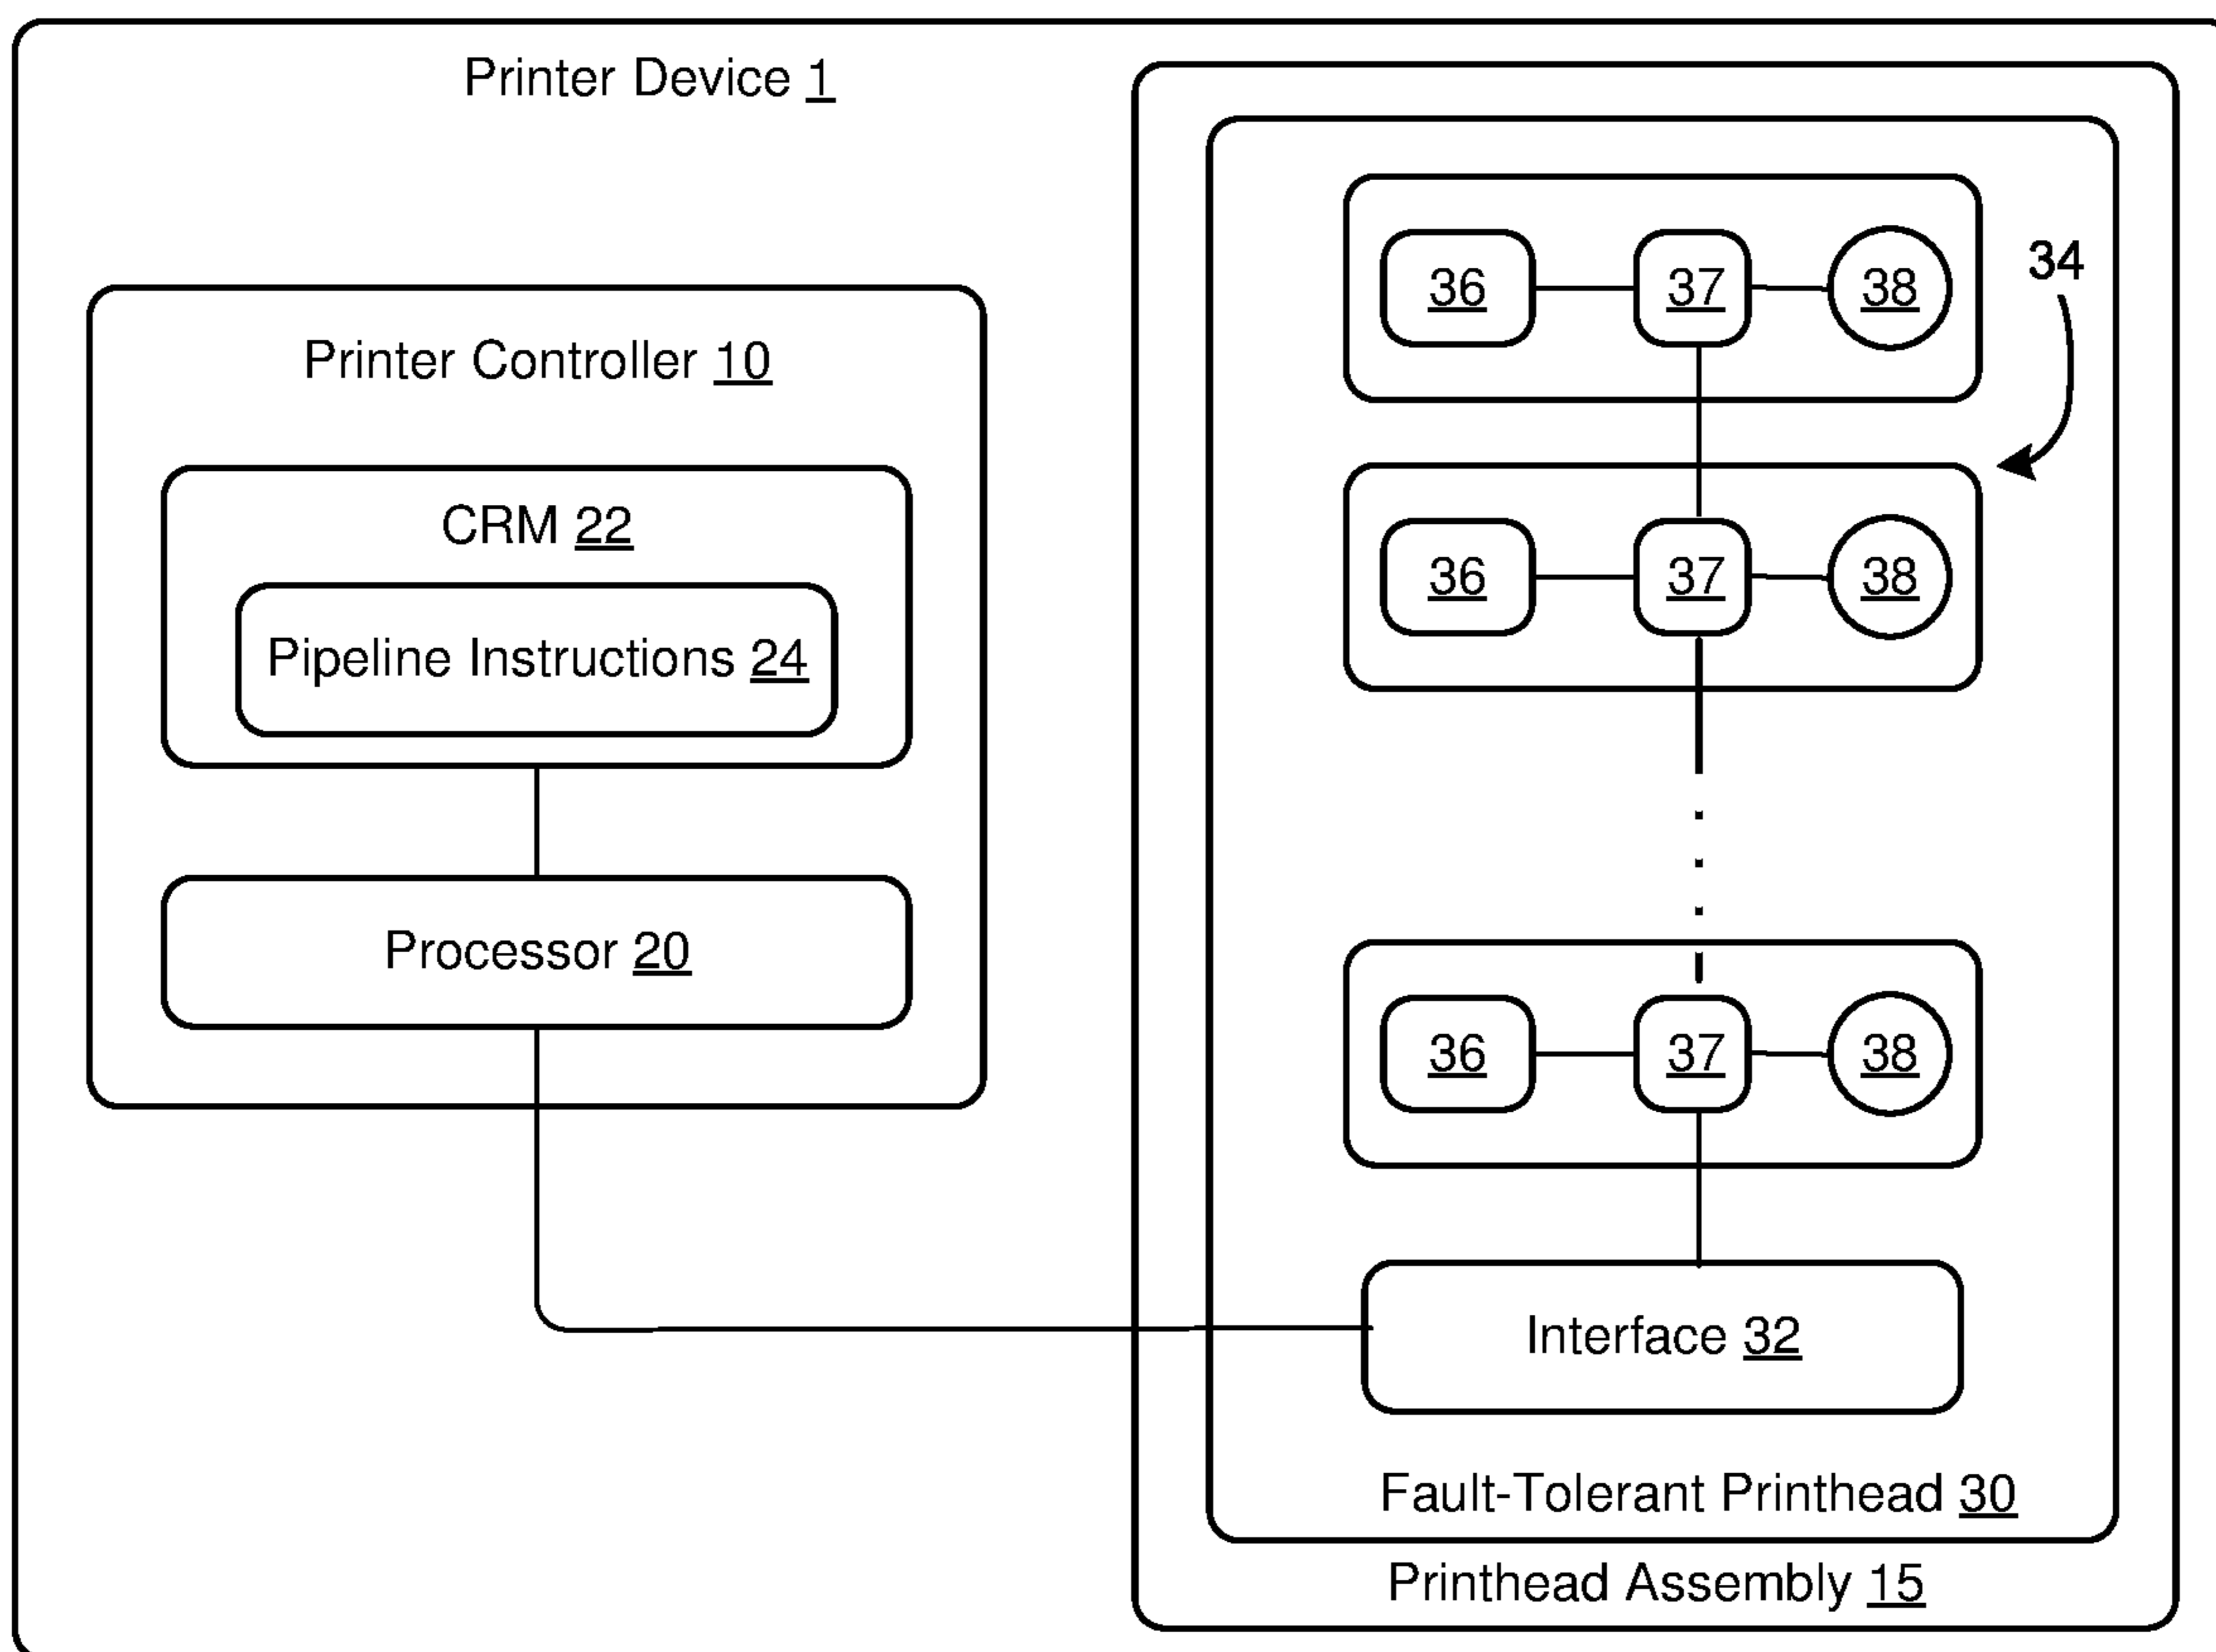 Printer Device 1
Printer Controller 10
CRM 22
Pipeline Instructions 24
Processor 20
36 37 38
34
36 37 38
36 37 38
Interface 32
Fault-Tolerant Printhead 30
Printhead Assembly 15